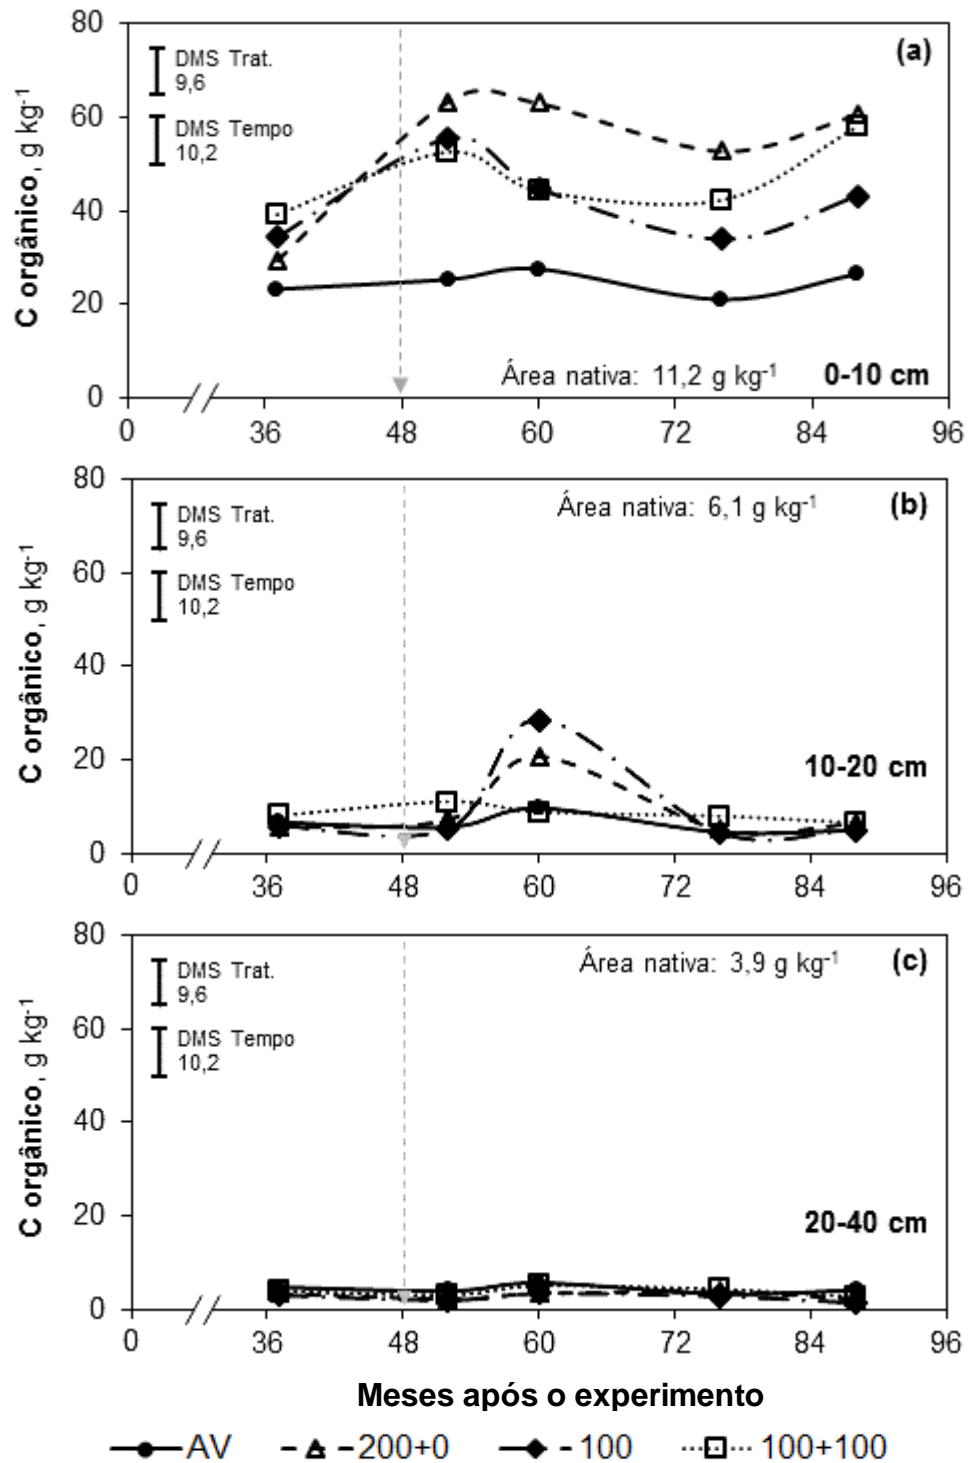 80
(a)
DMS Trat.
9,6
60
DMS Tempo
10,2
40
20
0
C orgânico, g kg-1
Área nativa: 11,2 g kg-1
0-10 cm
0 36 48 60 72 84 96
80
(b)
Área nativa: 6,1 g kg-1
DMS Trat.
9,6
60
DMS Tempo
10,2
40
20
0
C orgânico, g kg-1
10-20 cm
0 36 48 60 72 84 96
80
(c)
Área nativa: 3,9 g kg-1
DMS Trat.
9,6
60
DMS Tempo
10,2
40
20
0
C orgânico, g kg-1
20-40 cm
0 36 48 60 72 84 96
Meses após o experimento
AV 200+0 100 100+100